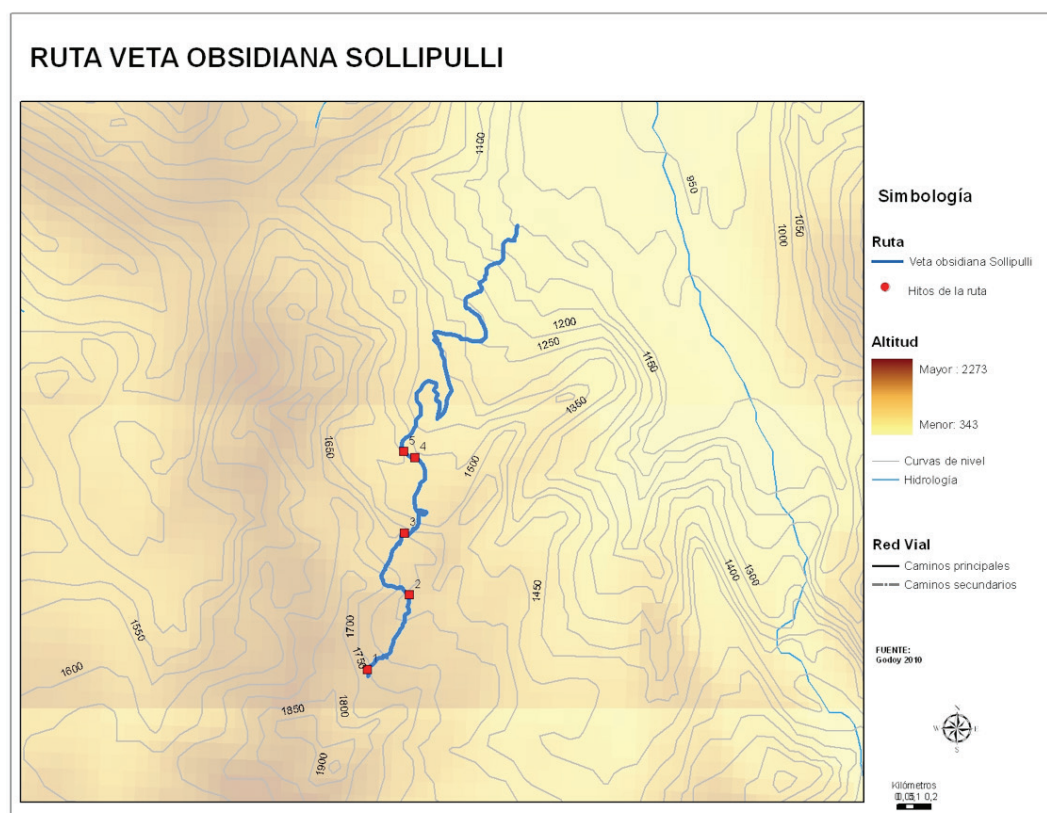 RUTA VETA OBSIDIANA SOLLIPULLI
1100
950
1000
1050
1200
1250
1150
1350
1650
5
4
1500
3
1400
1300
2
1450
1700
1550
1
1750
1600
1850
1800
1900
Simbología
Ruta
Veta obsidiana Sollipulli
Hitos de la ruta
Altitud
Mayor : 2273
Menor: 343
Curvas de nivel
Hidrología
Red Vial
Caminos principales
Caminos secundarios
FUENTE:
Godoy 2010
N
W E
S
Kilómetros
0,2